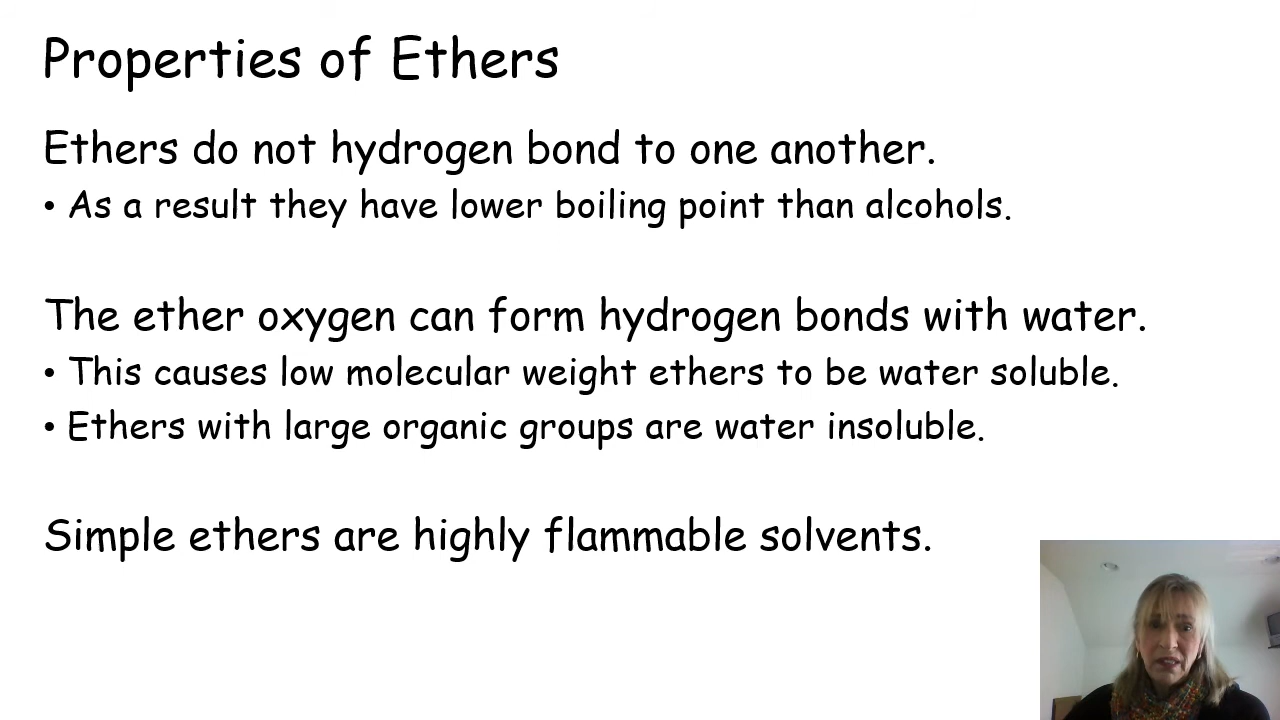 Properties of Ethers
Ethers do not hydrogen bond to one another.
• As a result they have lower boiling point than alcohols.
The ether oxygen can form hydrogen bonds with water.
• This causes low molecular weight ethers to be water soluble.
• Ethers with large organic groups are water insoluble.
Simple ethers are highly flammable solvents.